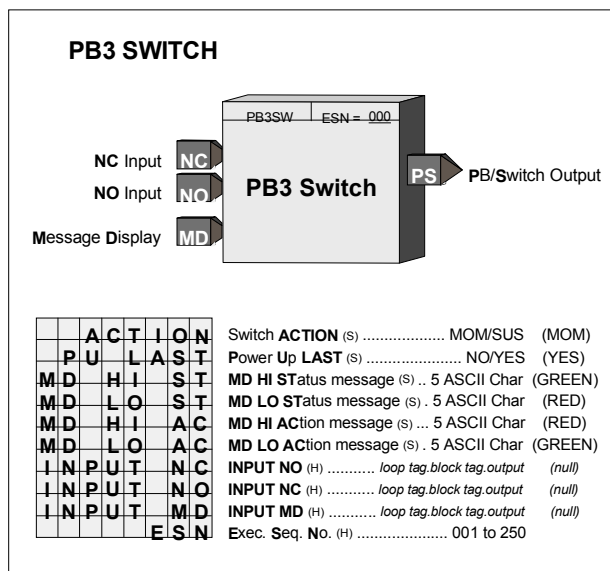 PB3 SWITCH
PB3SW ESN = 000
NC Input NC
NO Input NO
Message Display MD
PB3 Switch
PS PB/Switch Output
ACTION Switch ACTION (S) .................... MOM/SUS (MOM)
PU LAST Power Up LAST (S) ..................... NO/YES (YES)
MD HI ST MD HI STatus message (S) .. 5 ASCII Char (GREEN)
MD LO ST MD LO STatus message (S) . 5 ASCII Char (RED)
MD HI AC MD HI ACtion message (S) ... 5 ASCII Char (RED)
MD LO AC MD LO ACtion message (S) . 5 ASCII Char (GREEN)
INPUT NC INPUT NO (H) ........... loop tag.block tag.output (null)
INPUT NO INPUT NC (H) ........... loop tag.block tag.output (null)
INPUT MD INPUT MD (H) ........... loop tag.block tag.output (null)
ESN Exec. Seq. No. (H) ..................... 001 to 250